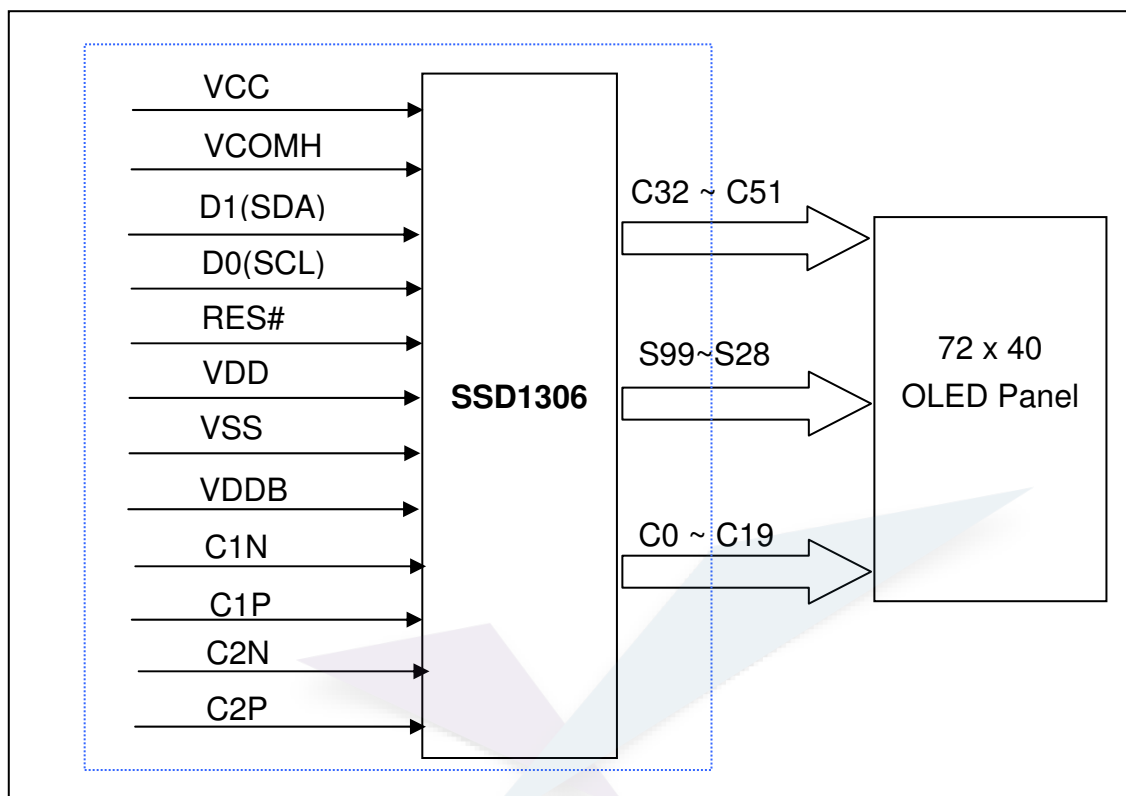 VCC
VCOMH
D1(SDA)
D0(SCL)
RES#
VDD
VSS
VDDB
C1N
C1P
C2N
C2P
SSD1306
C32 ~ C51
S99~S28
C0 ~ C19
72 x 40
OLED Panel